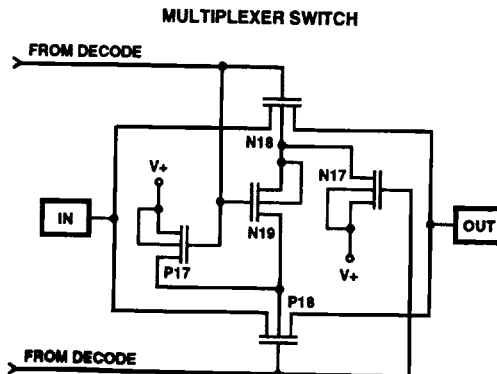 MULTIPLEXER SWITCH
FROM DECODE
N18
V+
N17
IN
N19
OUT
P17
V+
P18
FROM DECODE